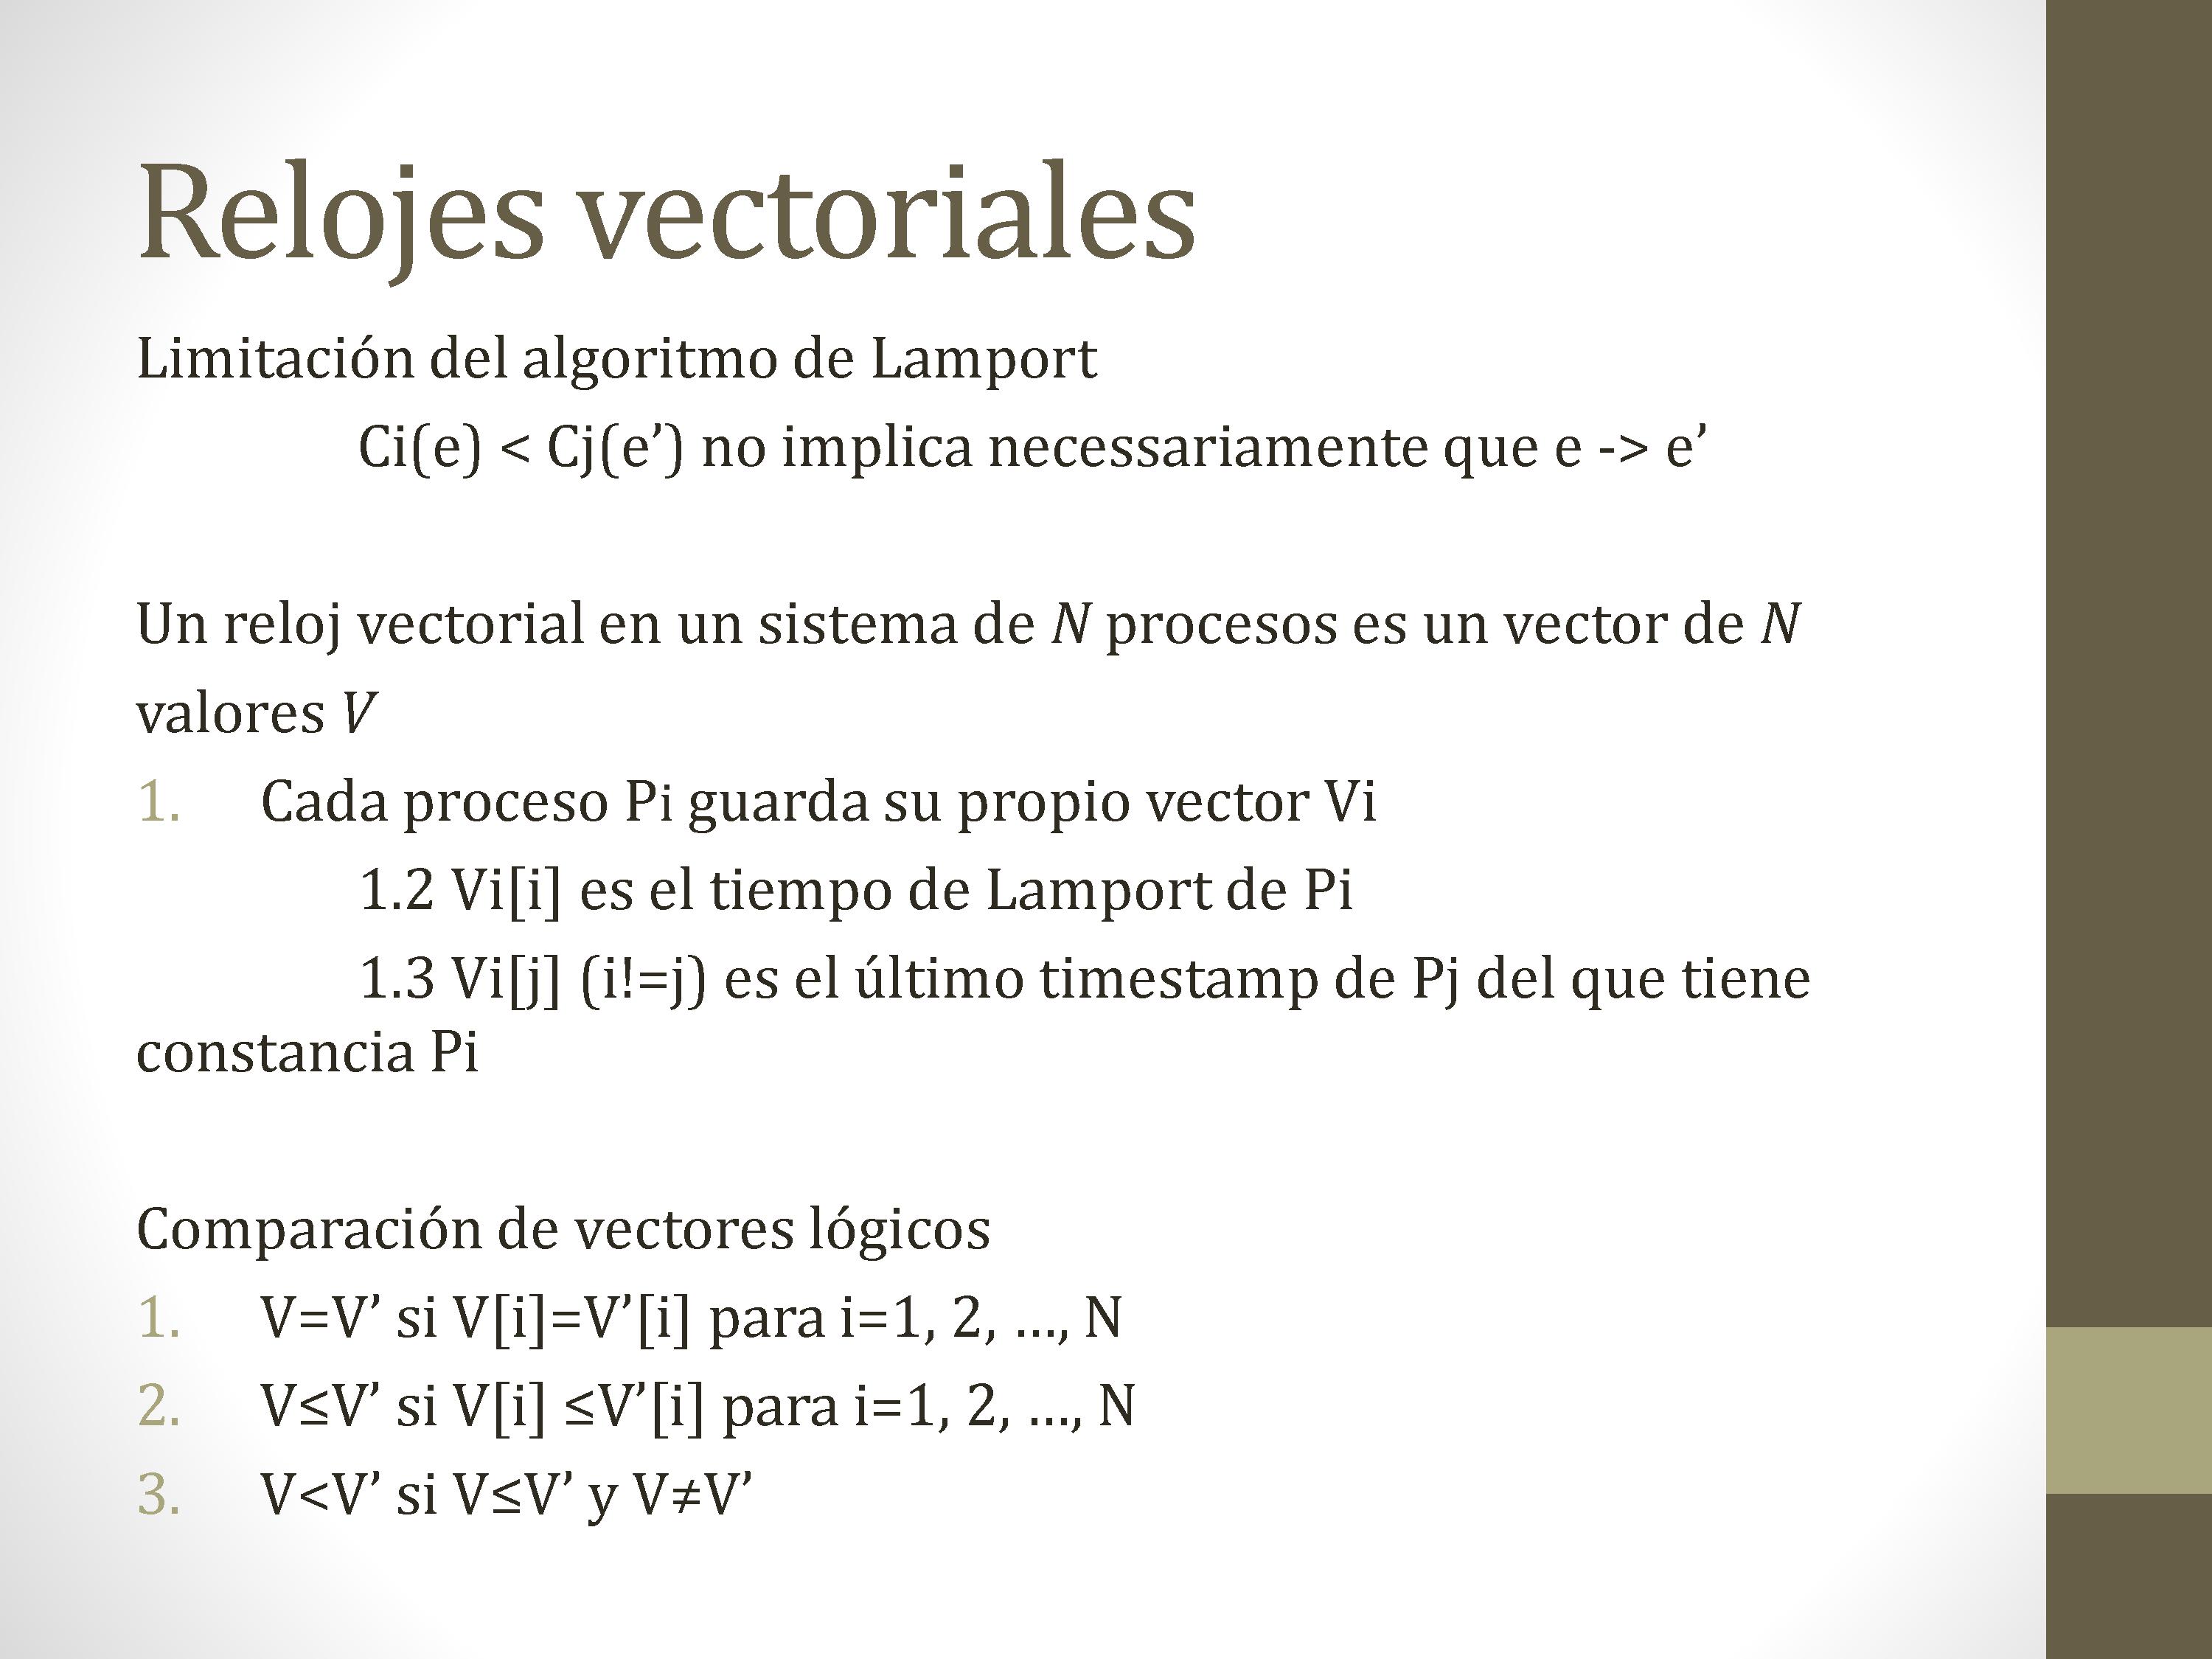 Relojes vectoriales
Limitación del algoritmo de Lamport
Ci(e) < Cj(e’) no implica necessariamente que e -> e’
Un reloj vectorial en un sistema de N procesos es un vector de N
valores V
1. Cada proceso Pi guarda su propio vector Vi
1.2 Vi[i] es el tiempo de Lamport de Pi
1.3 Vi[j] (i!=j) es el último timestamp de Pj del que tiene
constancia Pi
Comparación de vectores lógicos
1. V=V’ si V[i]=V’[i] para i=1, 2, …, N
2. V≤V’ si V[i] ≤V’[i] para i=1, 2, …, N
3. V<V’ si V≤V’ y V≠V’